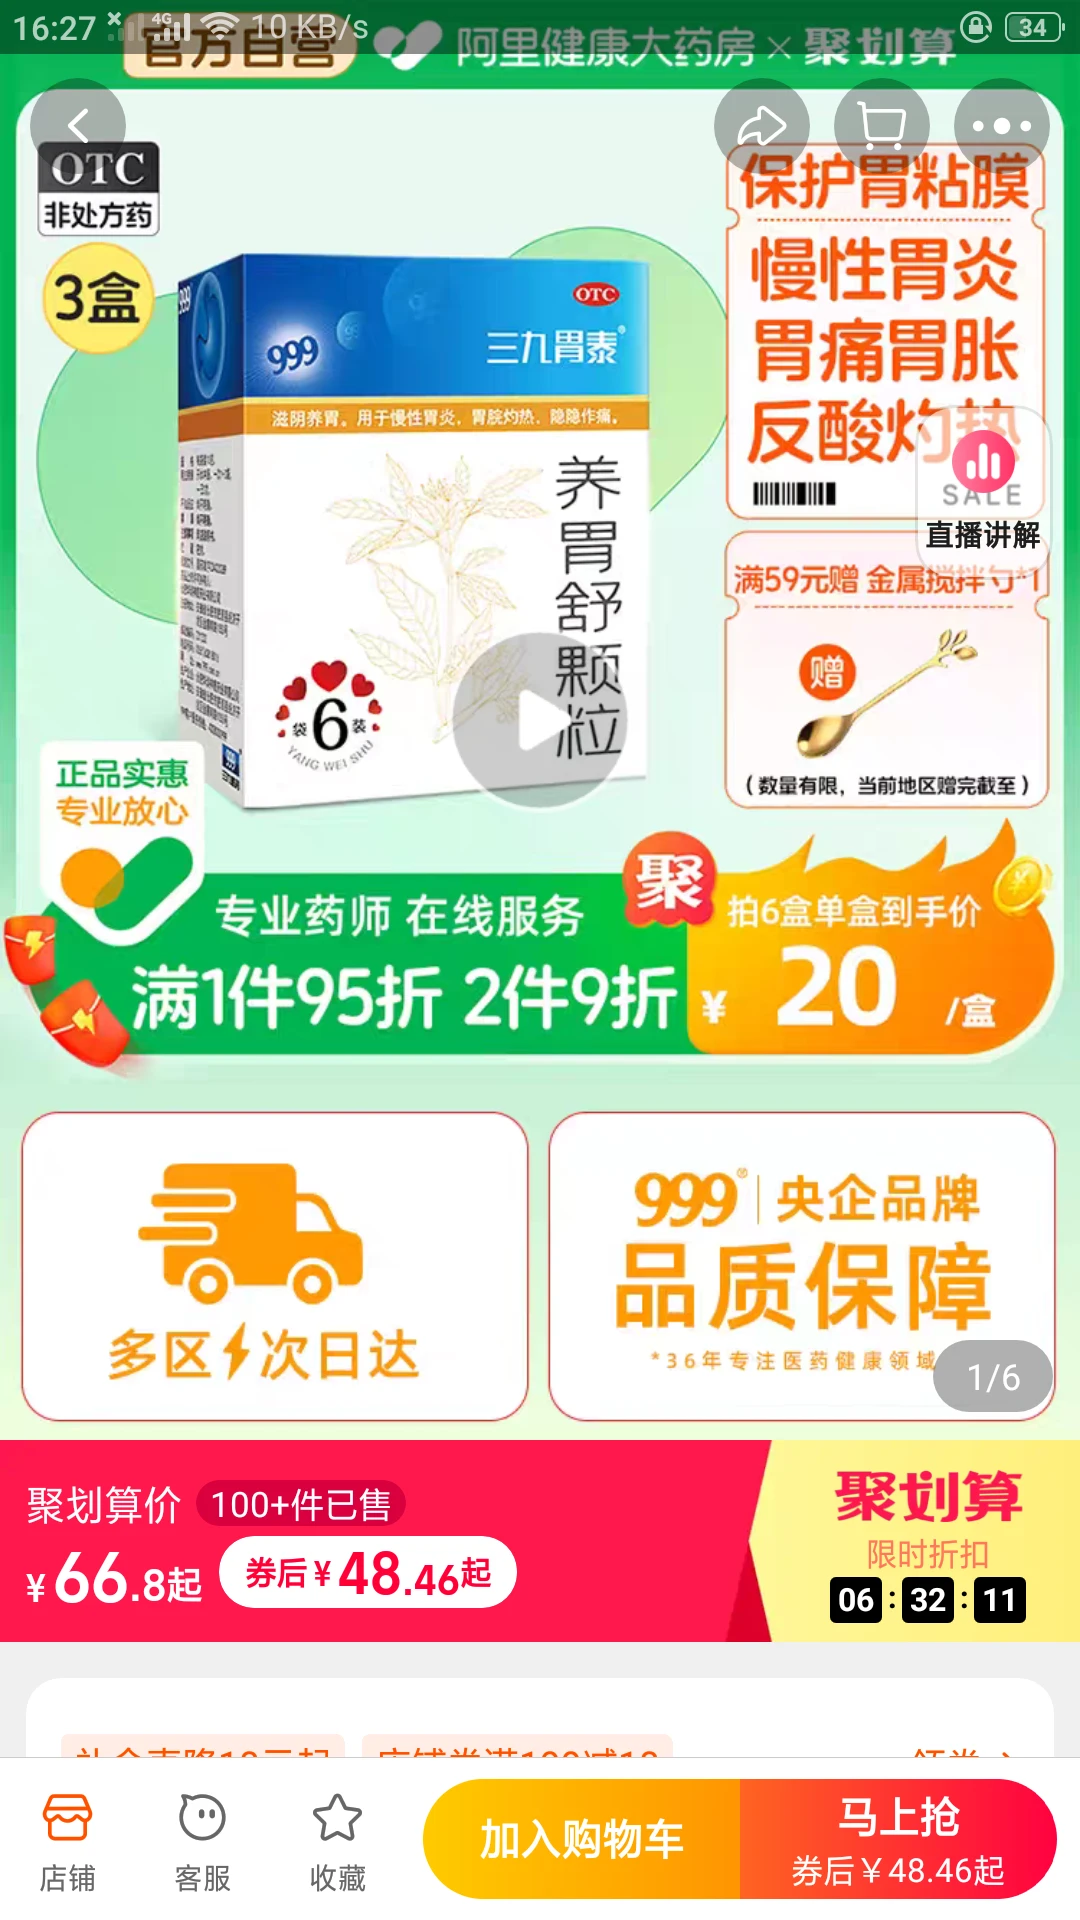 16:27
4G
10 KB/s
34
官方自营
阿里健康大药房×聚划算
OTC
非处方药
3盒
保护胃粘膜
慢性胃炎
胃痛胃胀
反酸灼热
SALE
直播讲解
999
OTC
999
三九胃泰®
滋阴养胃。用于慢性胃炎，胃脘灼热，隐隐作痛。
养胃舒颗粒
6
袋装
YANG WEI SHU
999
满59元赠 金属搅拌勺*1
赠
（数量有限，当前地区赠完截至）
正品实惠
专业放心
专业药师 在线服务
满1件95折 2件9折
聚
拍6盒单盒到手价
¥ 20 /盒
多区次日达
999® 央企品牌
品质保障
*36年专注医药健康领域
1/6
聚划算价 100+件已售
¥66.8起 券后¥48.46起
聚划算
限时折扣
06:32:11
店铺
客服
收藏
加入购物车
马上抢
券后¥48.46起